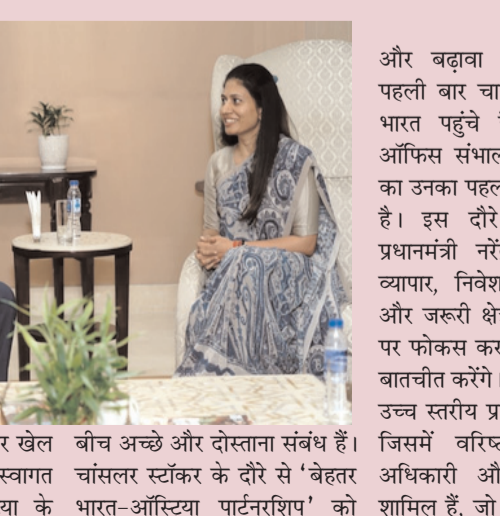 र खेल
स्वागत
या के
बीच अच्छे और दोस्ताना संबंध हैं।
चांसलर स्टॉकर के दौरे से ‘बेहतर
भारत-ऑस्ट्रिया पार्टनरशिप’ को
और बढ़ावा
पहली बार चा
भारत पहुंचे
ऑफिस संभाल
का उनका पहल
है। इस दौरे
प्रधानमंत्री नरें
व्यापार, निवेश
और जरूरी क्षे
पर फोकस कर
बातचीत करेंगे।
उच्च स्तरीय प्र
जिसमें वरिष्
अधिकारी औ
शामिल हैं, जो